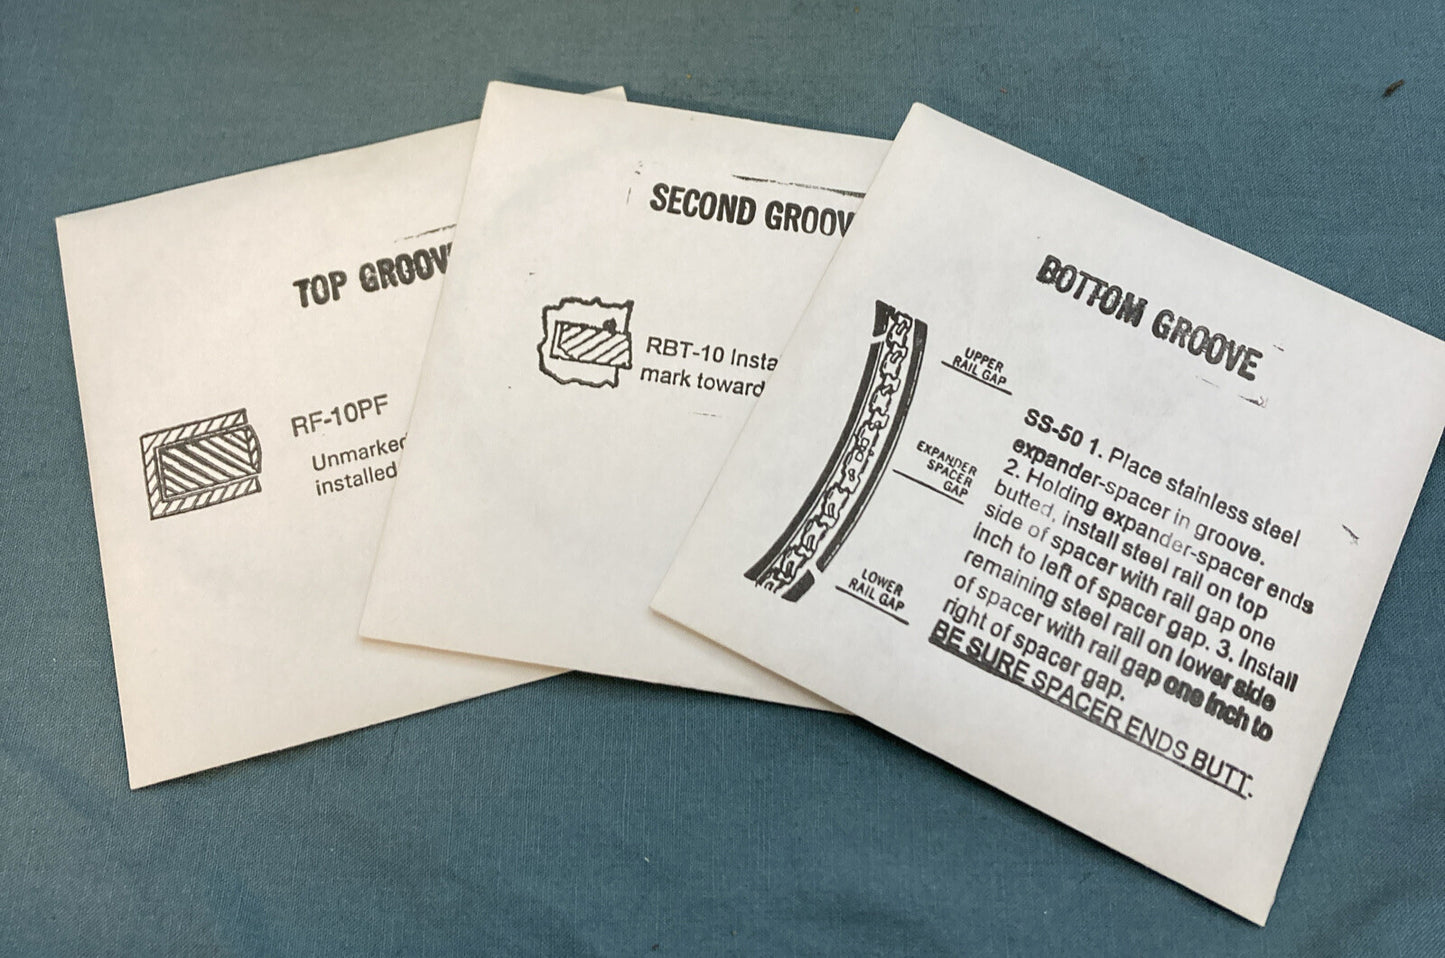 TOP GROOV
RF-10PF
Unmarked
installed
SECOND GROOV
RBT-10 Insta
mark toward
BOTTOM GROOVE
UPPER
RAIL GAP
EXPANDER
SPACER
GAP
LOWER
RAIL GAP
SS-50 1. Place stainless steel
expander-spacer in groove.
2. Holding expander-spacer ends
butted, install steel rail on top
side of spacer with rail gap one
inch to left of spacer gap. 3. Install
remaining steel rail on lower side
of spacer with rail gap one inch to
right of spacer gap.
BE SURE SPACER ENDS BUTT.